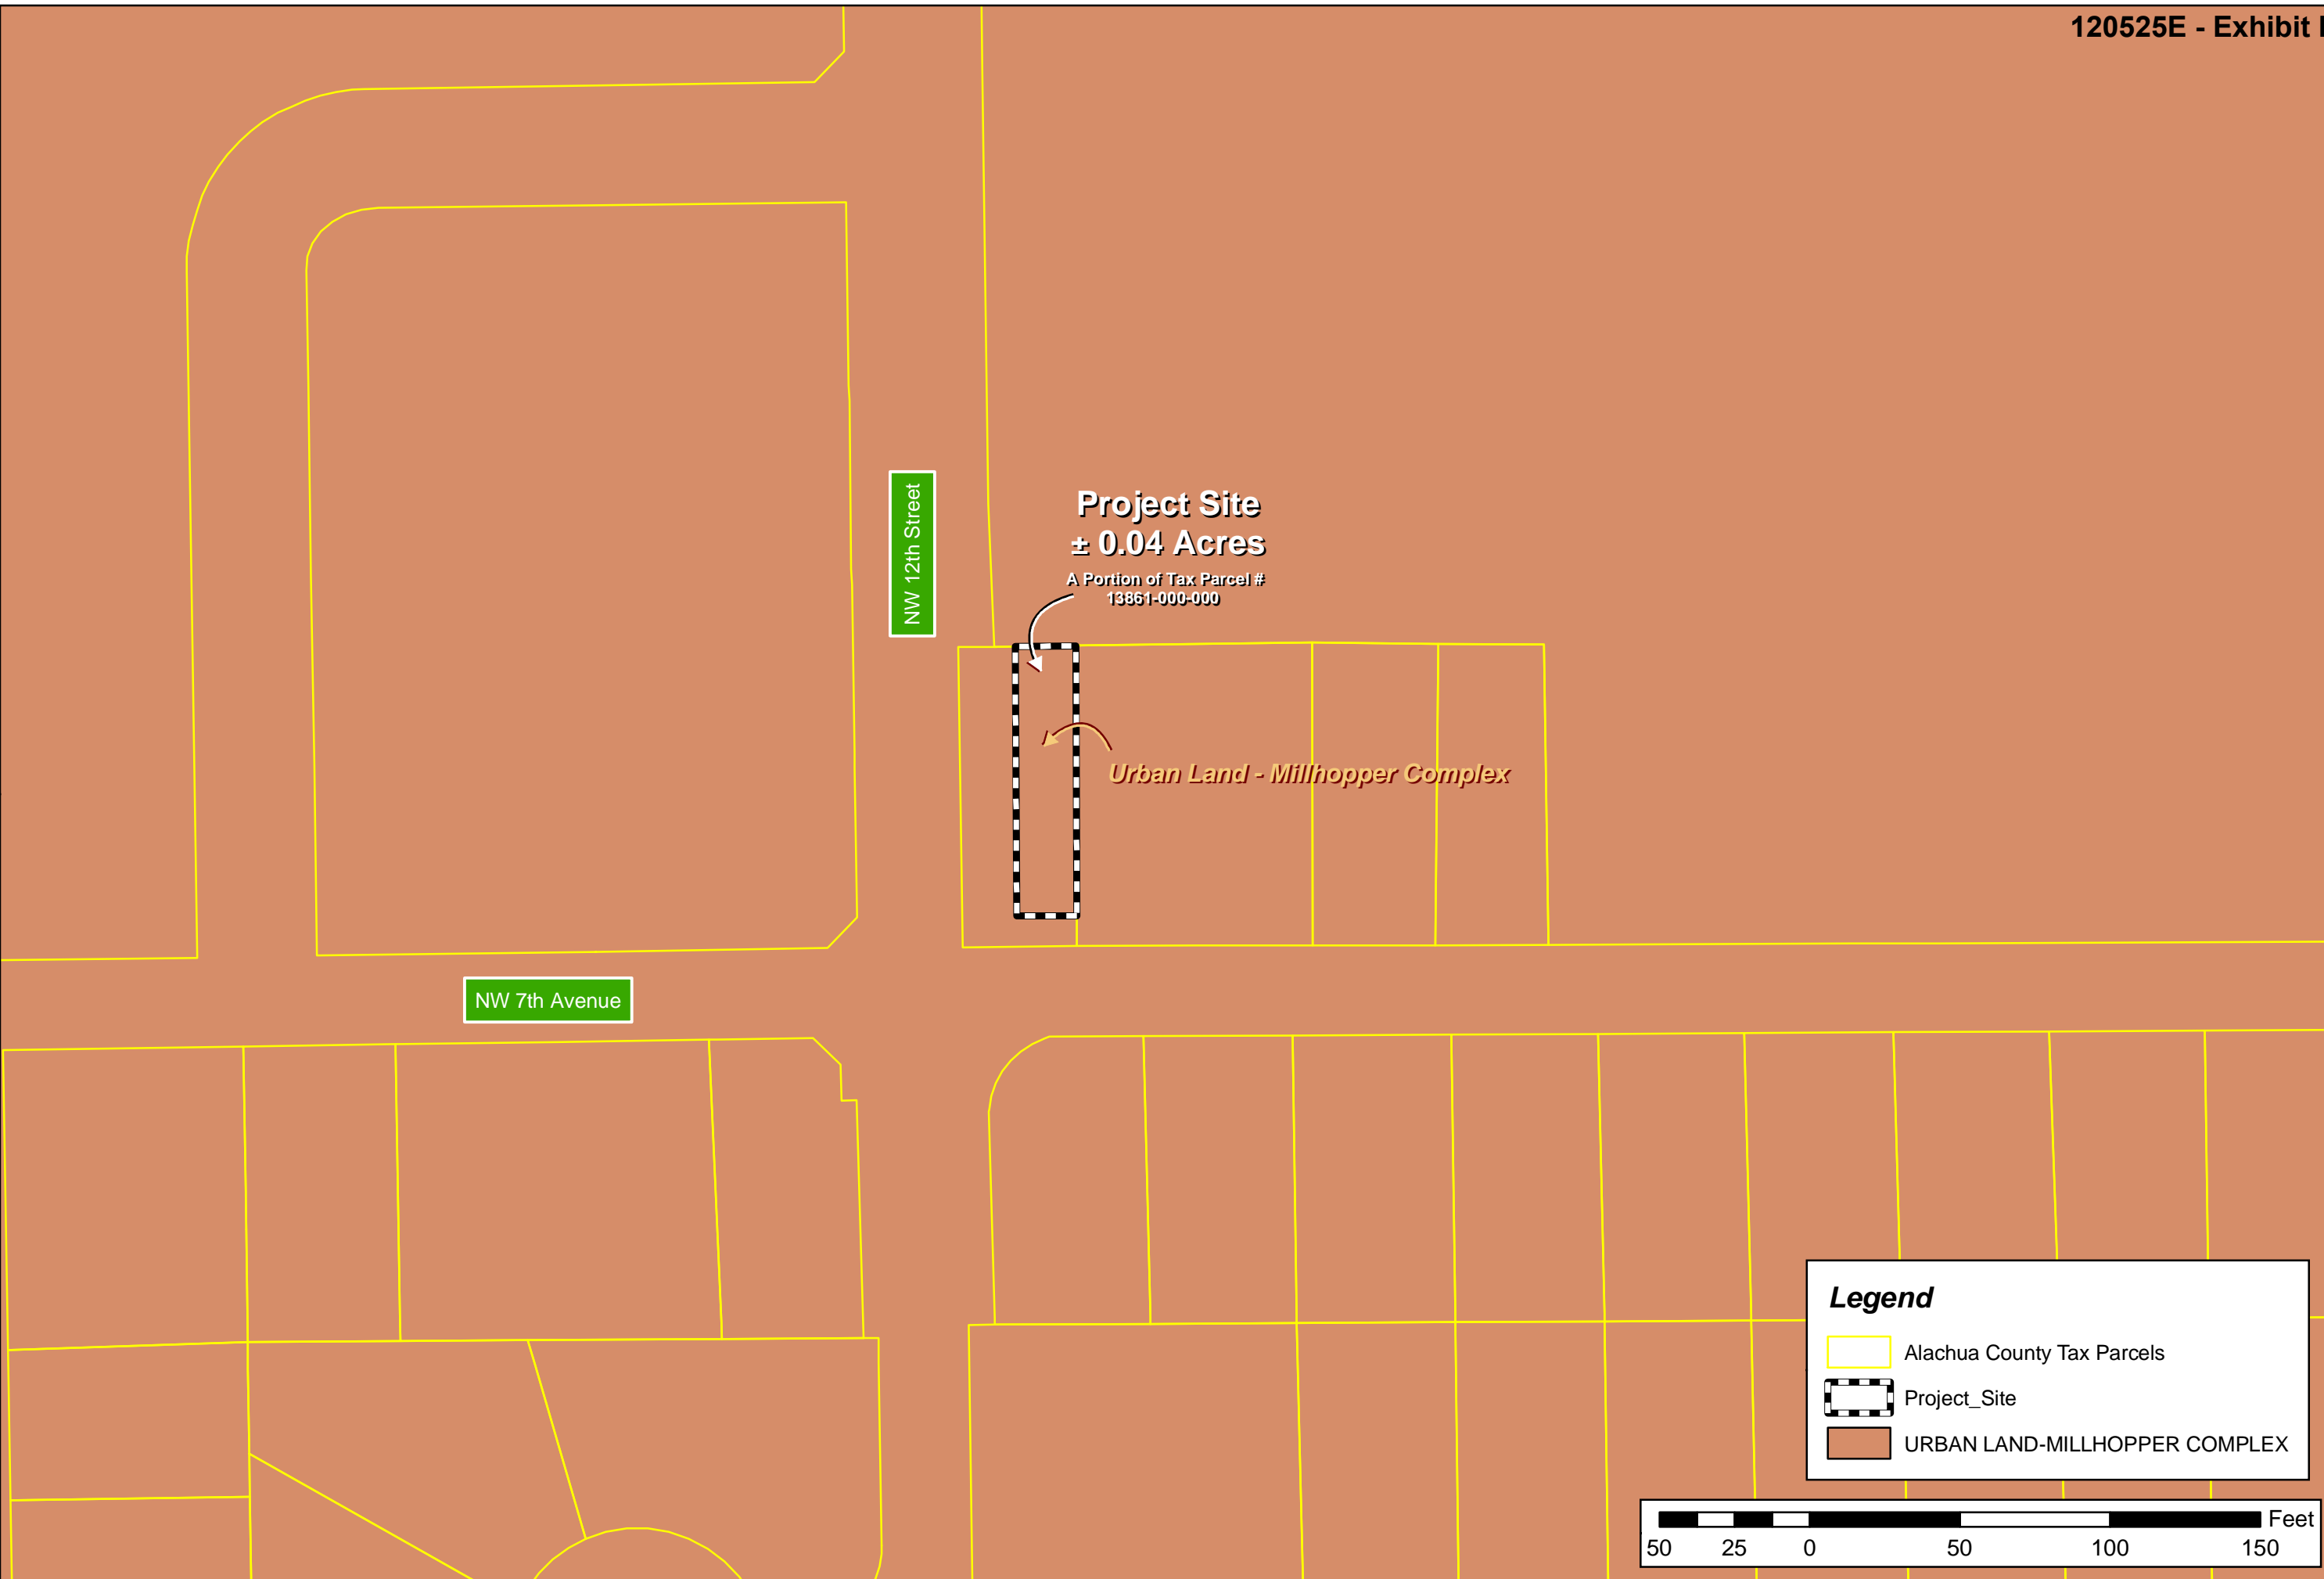 120525E - Exhibit
NW 12th Street
Project Site
± 0.04 Acres
A Portion of Tax Parcel #
13861-000-000
Urban Land - Millhopper Complex
NW 7th Avenue
Legend
Alachua County Tax Parcels
Project_Site
URBAN LAND-MILLHOPPER COMPLEX
Feet
50 25 0 50 100 150